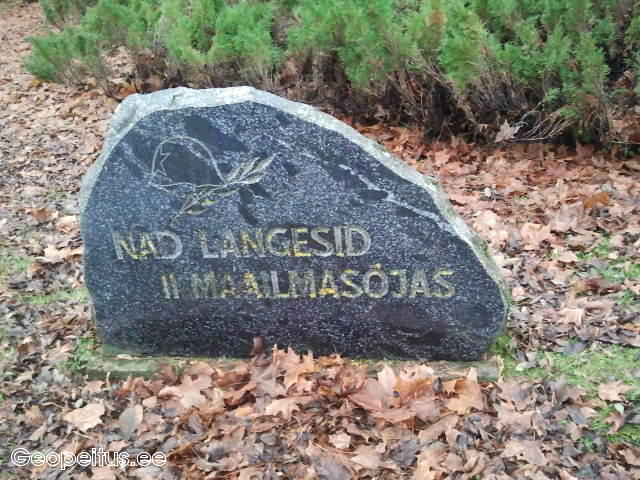 NAD LANGESID
II MAAILMASÕJAS
Geopeitus.ee